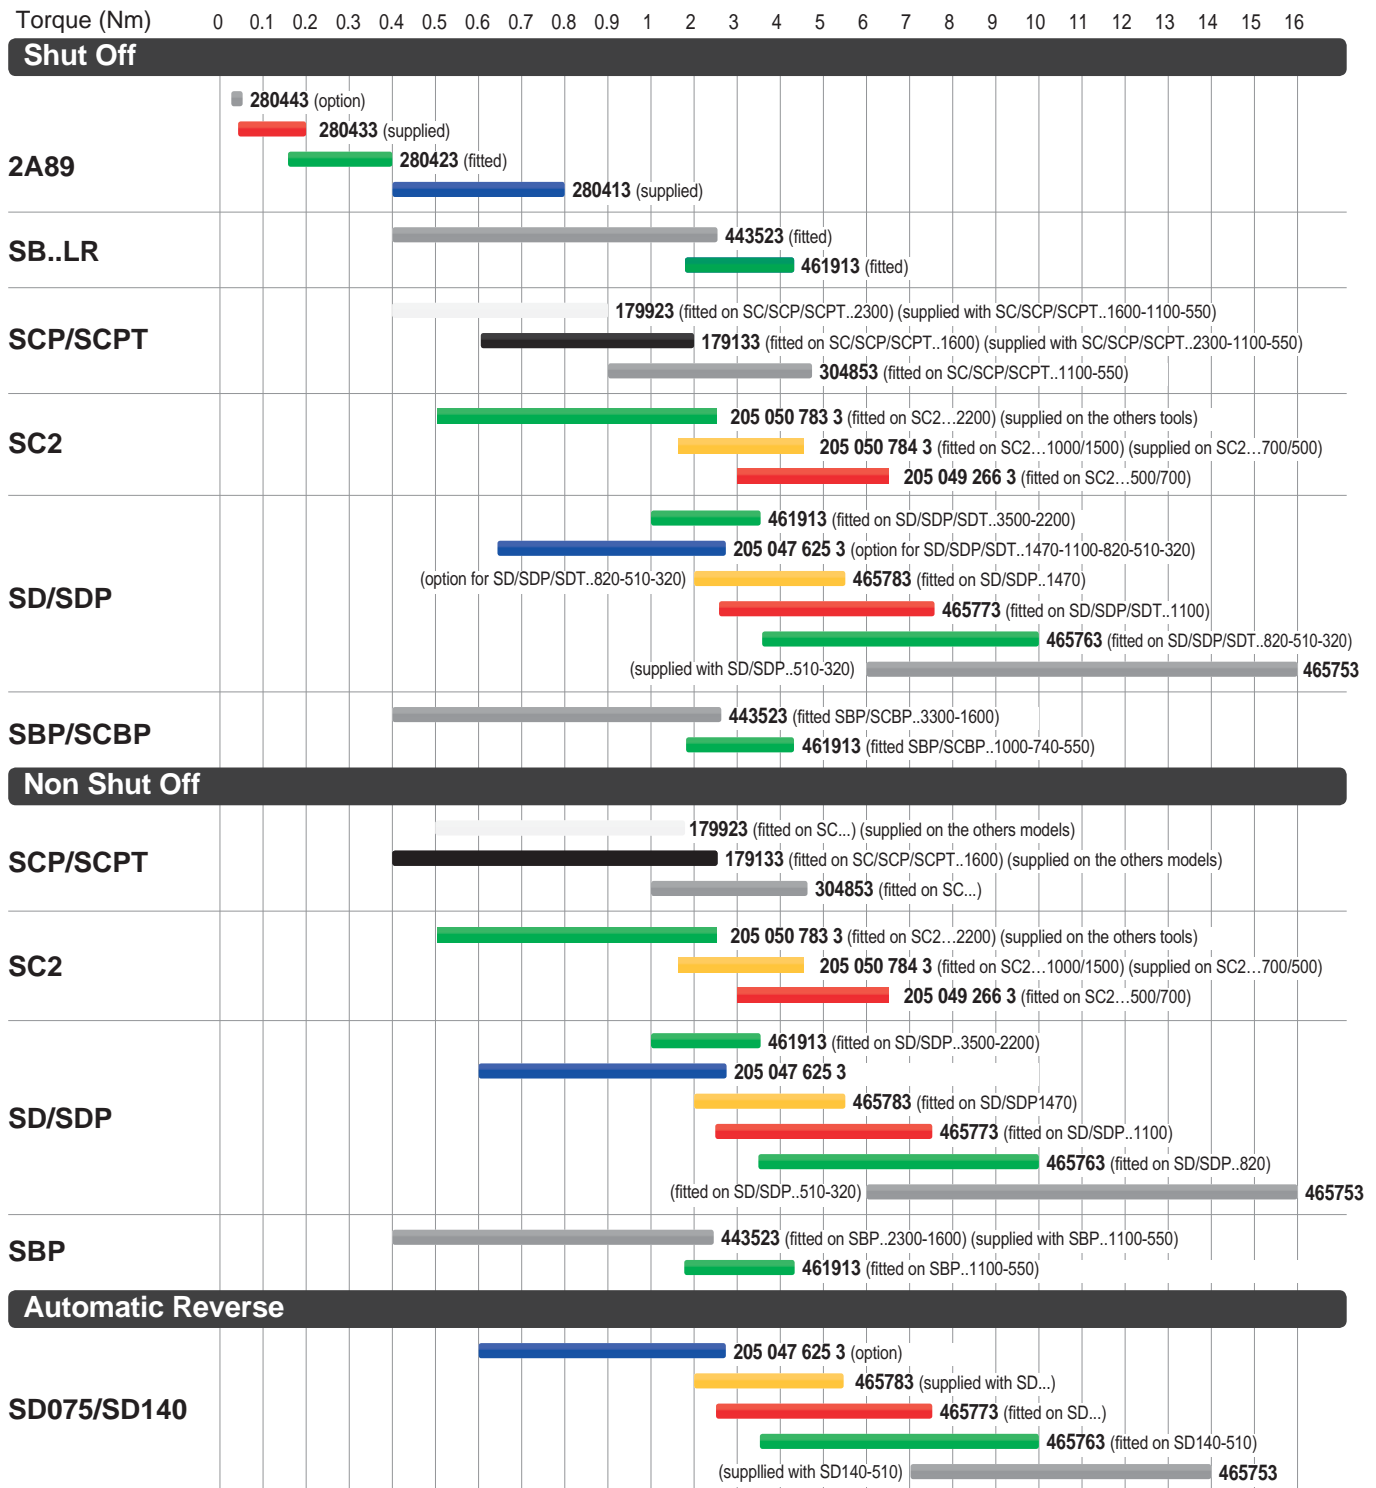 Torque (Nm) 0 0.1 0.2 0.3 0.4 0.5 0.6 0.7 0.8 0.9 1 2 3 4 5 6 7 8 9 10 11 12 13 14 15 16
Shut Off
280443 (option)
280433 (supplied)
2A89
280423 (fitted)
280413 (supplied)
443523 (fitted)
SB..LR
461913 (fitted)
179923 (fitted on SC/SCP/SCPT..2300) (supplied with SC/SCP/SCPT..1600-1100-550)
SCP/SCPT
179133 (fitted on SC/SCP/SCPT..1600) (supplied with SC/SCP/SCPT..2300-1100-550)
304853 (fitted on SC/SCP/SCPT..1100-550)
205 050 783 3 (fitted on SC2…2200) (supplied on the others tools)
SC2
205 050 784 3 (fitted on SC2…1000/1500) (supplied on SC2…700/500)
205 049 266 3 (fitted on SC2…500/700)
461913 (fitted on SD/SDP/SDT..3500-2200)
205 047 625 3 (option for SD/SDP/SDT..1470-1100-820-510-320)
(option for SD/SDP/SDT..820-510-320) 465783 (fitted on SD/SDP..1470)
SD/SDP
465773 (fitted on SD/SDP/SDT..1100)
465763 (fitted on SD/SDP/SDT..820-510-320)
(supplied with SD/SDP..510-320) 465753
443523 (fitted SBP/SCBP..3300-1600)
SBP/SCBP
461913 (fitted SBP/SCBP..1000-740-550)
Non Shut Off
179923 (fitted on SC...) (supplied on the others models)
SCP/SCPT
179133 (fitted on SC/SCP/SCPT..1600) (supplied on the others models)
304853 (fitted on SC...)
205 050 783 3 (fitted on SC2…2200) (supplied on the others tools)
SC2
205 050 784 3 (fitted on SC2…1000/1500) (supplied on SC2…700/500)
205 049 266 3 (fitted on SC2…500/700)
461913 (fitted on SD/SDP..3500-2200)
205 047 625 3
465783 (fitted on SD/SDP1470)
SD/SDP
465773 (fitted on SD/SDP..1100)
465763 (fitted on SD/SDP..820)
(fitted on SD/SDP..510-320) 465753
443523 (fitted on SBP..2300-1600) (supplied with SBP..1100-550)
SBP
461913 (fitted on SBP..1100-550)
Automatic Reverse
205 047 625 3 (option)
465783 (supplied with SD...)
SD075/SD140
465773 (fitted on SD...)
465763 (fitted on SD140-510)
(suppllied with SD140-510) 465753